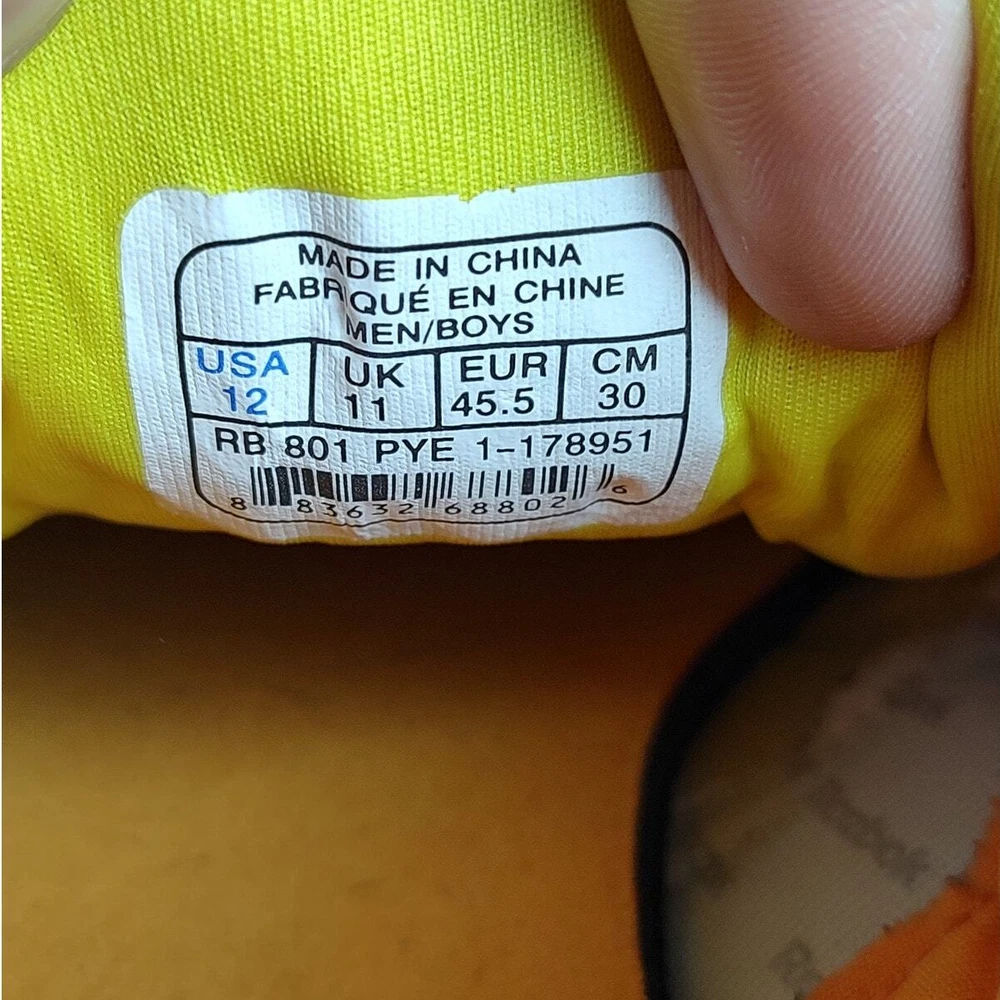 MADE IN CHINA
FABRIQUÉ EN CHINE
MEN/BOYS
USA UK EUR CM
12 11 45.5 30
RB 801 PYE 1-178951
8 83632 68802 6